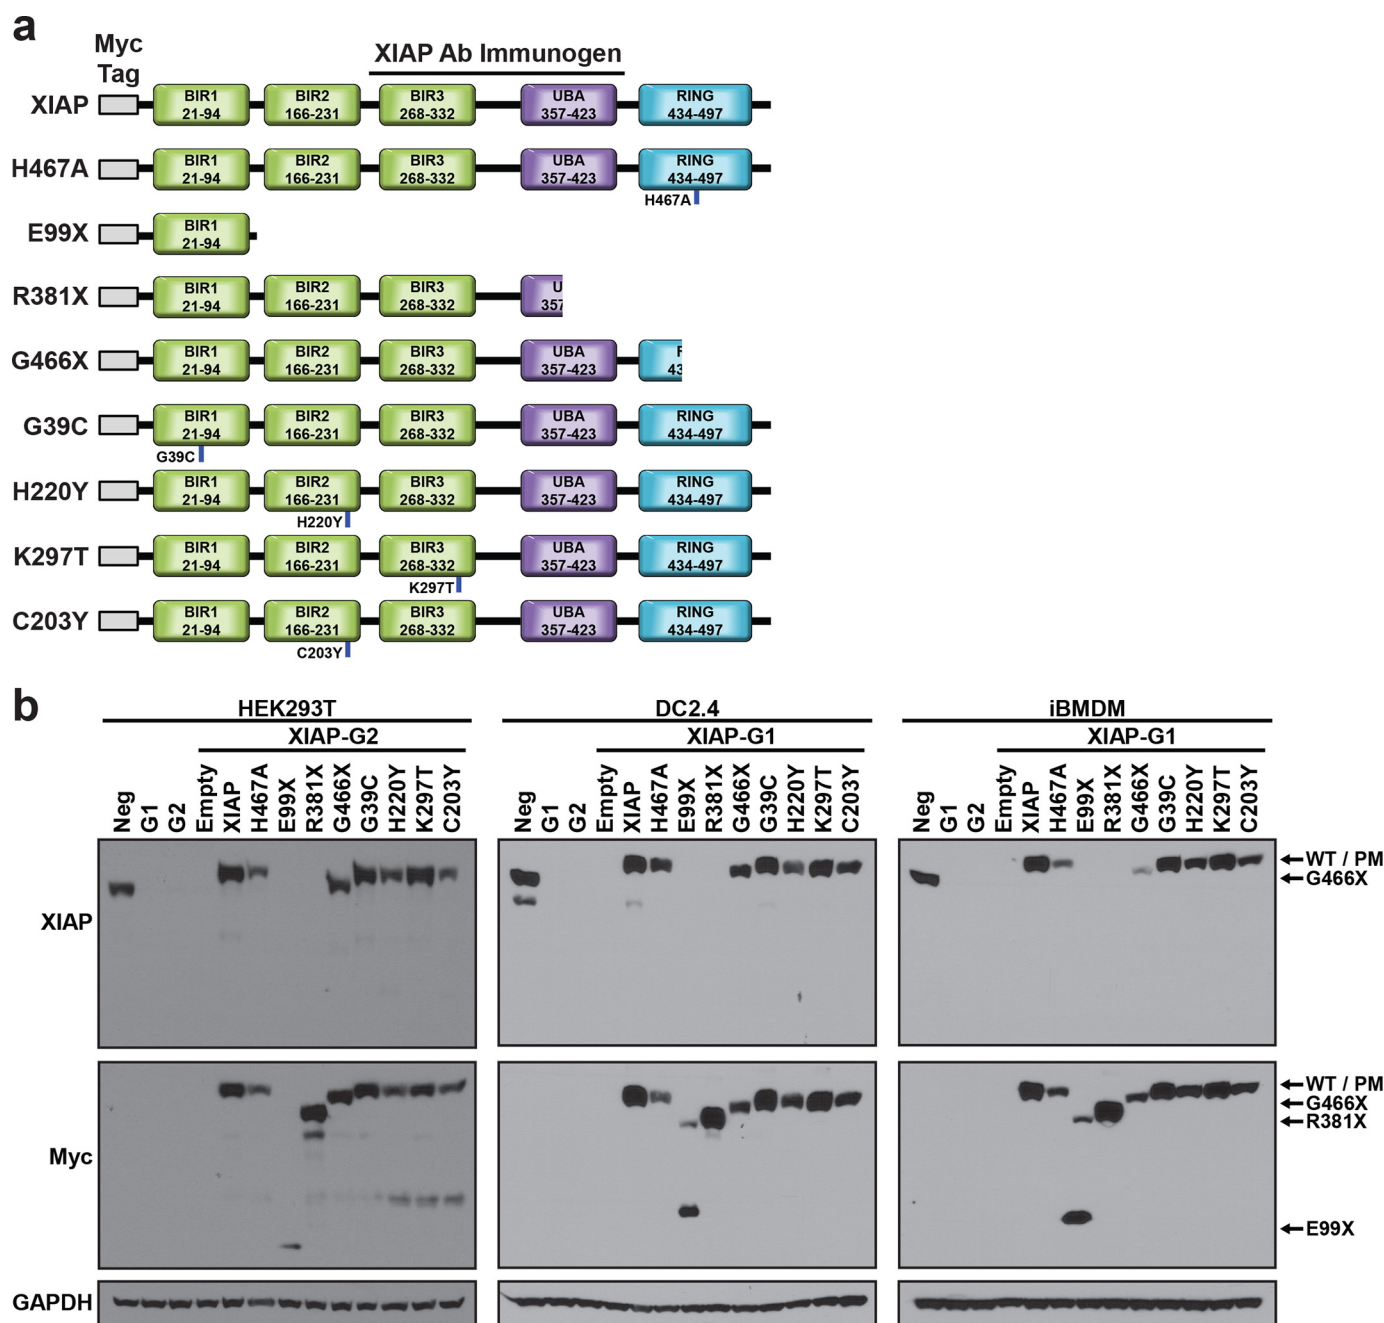 a
Myc
Tag
XIAP Ab Immunogen
XIAP
BIR1
21-94
BIR2
166-231
BIR3
268-332
UBA
357-423
RING
434-497
H467A
BIR1
21-94
BIR2
166-231
BIR3
268-332
UBA
357-423
RING
434-497
H467A
E99X
BIR1
21-94
R381X
BIR1
21-94
BIR2
166-231
BIR3
268-332
U
357
G466X
BIR1
21-94
BIR2
166-231
BIR3
268-332
UBA
357-423
43
G39C
BIR1
21-94
BIR2
166-231
BIR3
268-332
UBA
357-423
RING
434-497
G39C
H220Y
BIR1
21-94
BIR2
166-231
BIR3
268-332
UBA
357-423
RING
434-497
H220Y
K297T
BIR1
21-94
BIR2
166-231
BIR3
268-332
UBA
357-423
RING
434-497
K297T
C203Y
BIR1
21-94
BIR2
166-231
BIR3
268-332
UBA
357-423
RING
434-497
C203Y
b
HEK293T
XIAP-G2
Neg
G1
G2
Empty
XIAP
H467A
E99X
R381X
G466X
G39C
H220Y
K297T
C203Y
DC2.4
XIAP-G1
Neg
G1
G2
Empty
XIAP
H467A
E99X
R381X
G466X
G39C
H220Y
K297T
C203Y
iBMDM
XIAP-G1
Neg
G1
G2
Empty
XIAP
H467A
E99X
R381X
G466X
G39C
H220Y
K297T
C203Y
XIAP
WT / PM
G466X
Myc
WT / PM
G466X
R381X
E99X
GAPDH